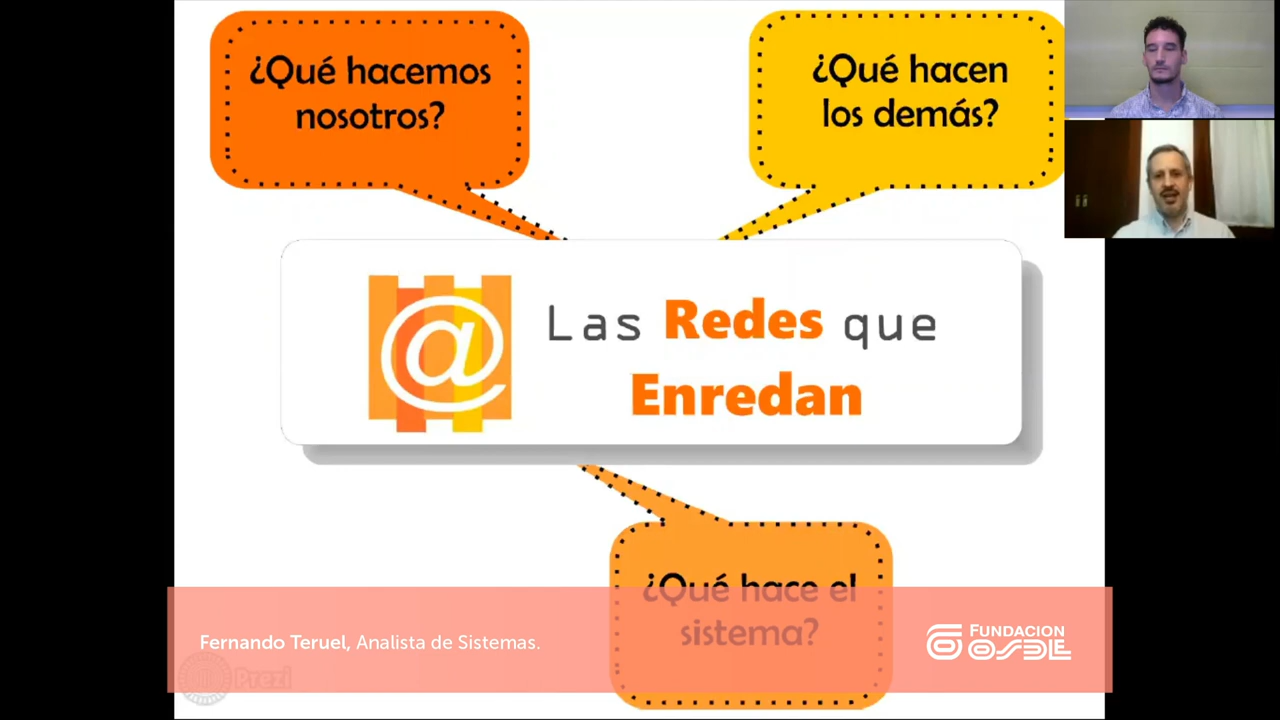 ¿Qué hacemos
nosotros?
¿Qué hacen
los demás?
@
Las Redes que
Enredan
¿Qué hace el
sistema?
Fernando Teruel, Analista de Sistemas.
FUNDACION
OSDE
Prezi